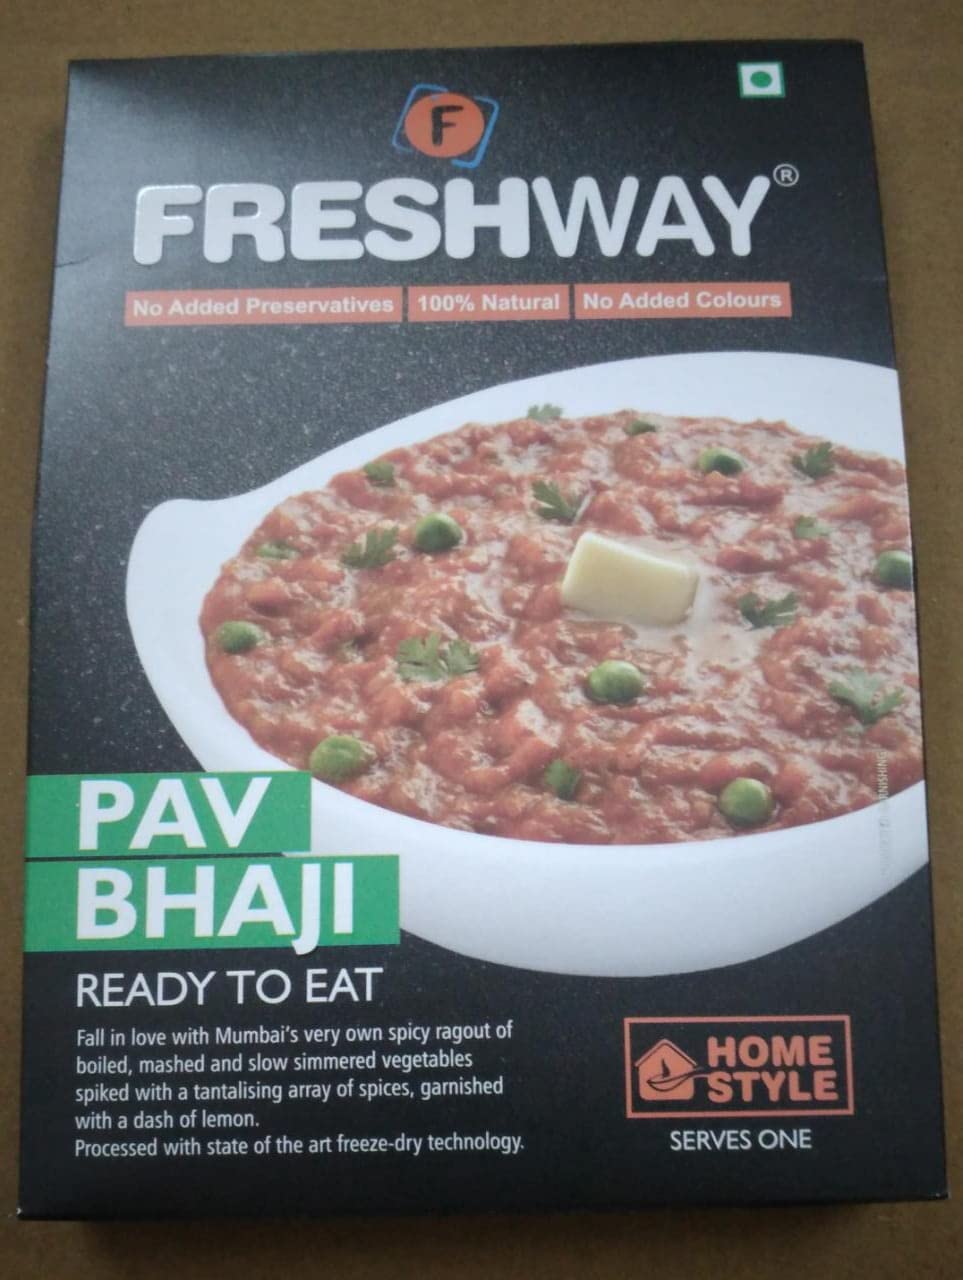 F
FRESHWAY®
No Added Preservatives 100% Natural No Added Colours
PAV
BHAJI
READY TO EAT
Fall in love with Mumbai's very own spicy ragout of
boiled, mashed and slow simmered vegetables
spiked with a tantalising array of spices, garnished
with a dash of lemon.
Processed with state of the art freeze-dry technology.
HOME
STYLE
SERVES ONE